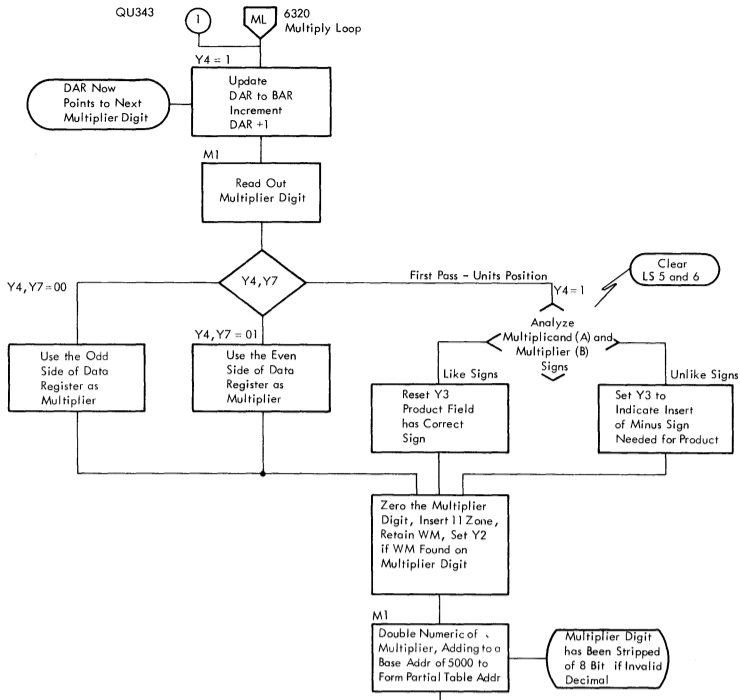 QU343
1
ML
6320
Multiply Loop
Y4 = 1
Update
DAR to BAR
Increment
DAR +1
DAR Now
Points to Next
Multiplier Digit
M1
Read Out
Multiplier Digit
Y4,Y7
Y4,Y7=00
Y4,Y7 = 01
First Pass - Units Position
Y4=1
Clear
LS 5 and 6
Analyze
Multiplicand (A) and
Multiplier (B)
Signs
Like Signs
Unlike Signs
Use the Odd
Side of Data
Register as
Multiplier
Use the Even
Side of Data
Register as
Multiplier
Reset Y3
Product Field
has Correct
Sign
Set Y3 to
Indicate Insert
of Minus Sign
Needed for Product
Zero the Multiplier
Digit, Insert 11 Zone,
Retain WM, Set Y2
if WM Found on
Multiplier Digit
M1
Double Numeric of
Multiplier, Adding to a
Base Addr of 5000 to
Form Partial Table Addr
Multiplier Digit
has Been Stripped
of 8 Bit if Invalid
Decimal